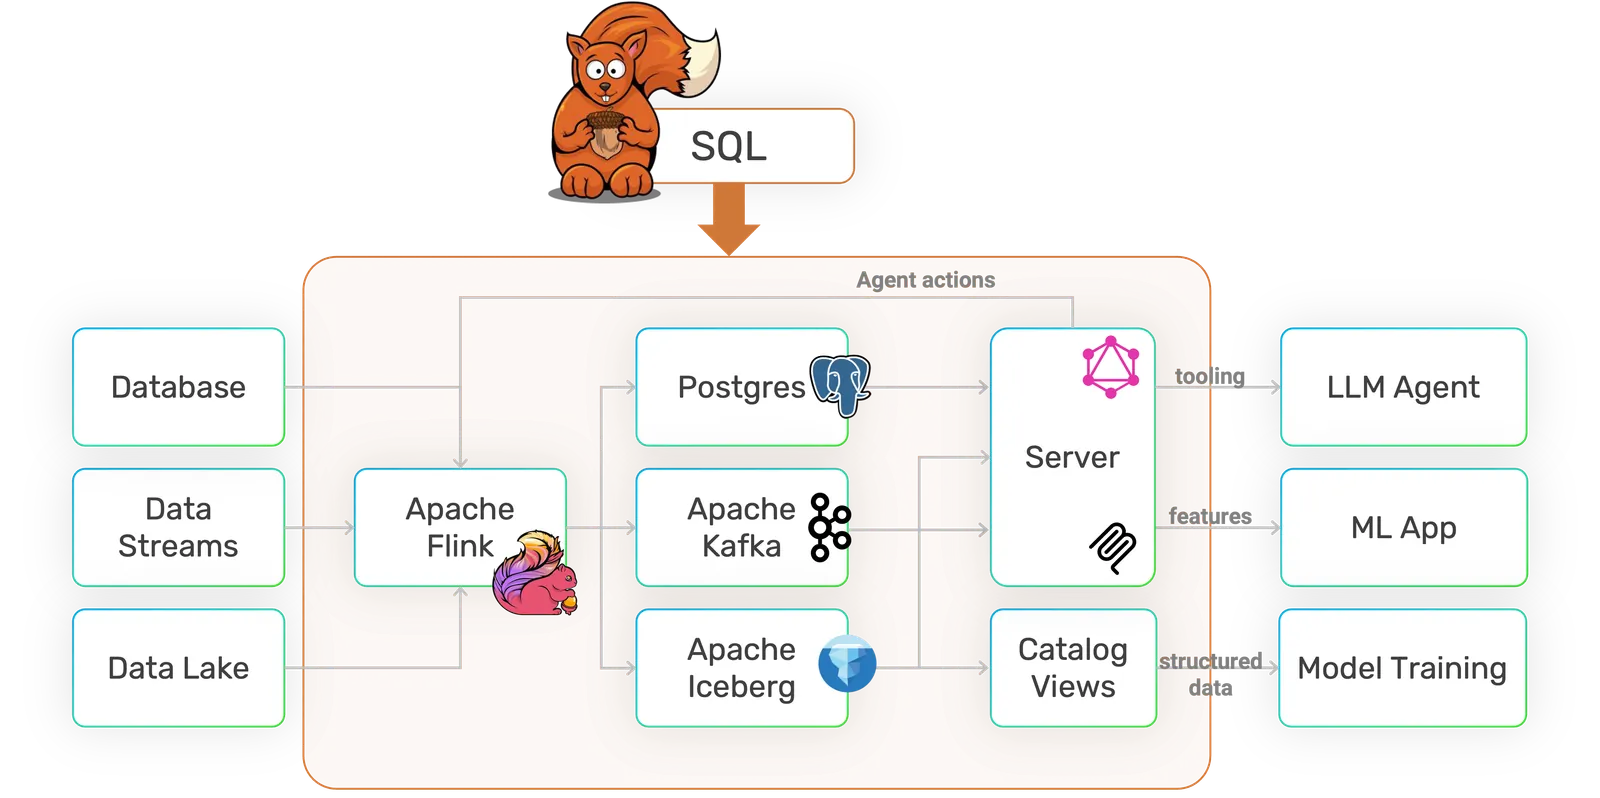 SQL
Agent actions
Database
Postgres
tooling
LLM Agent
Server
Data
Streams
Apache
Flink
Apache
Kafka
features
ML App
Data Lake
Apache
Iceberg
Catalog
Views
structured
data
Model Training